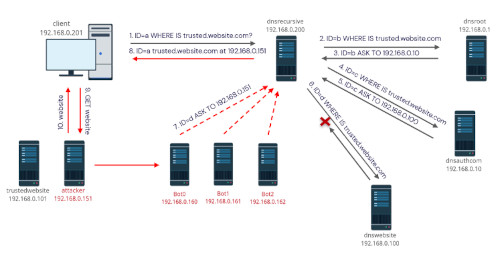 client
192.168.0.201
dnsrecursive
192.168.0.200
dnsroot
1. ID=a WHERE IS trusted.website.com?
8. ID=a trusted.website.com at 192.168.0.151
2. ID=b WHERE IS trusted.website.com
3. ID=b ASK TO 192.168.0.10
4. ID=c WHERE IS trusted.website.com
5. ID=c ASK TO 192.168.0.100
6. ID=d WHERE IS trusted.website.com
7. ID=d ASK TO 192.168.0.151
9. GET website
10. website
dnsauthcom
192.168.0.10
trustedwebsite
192.168.0.101
attacker
192.168.0.151
Bot0
192.168.0.160
Bot1
192.168.0.161
Bot2
192.168.0.162
dnswebsite
192.168.0.100